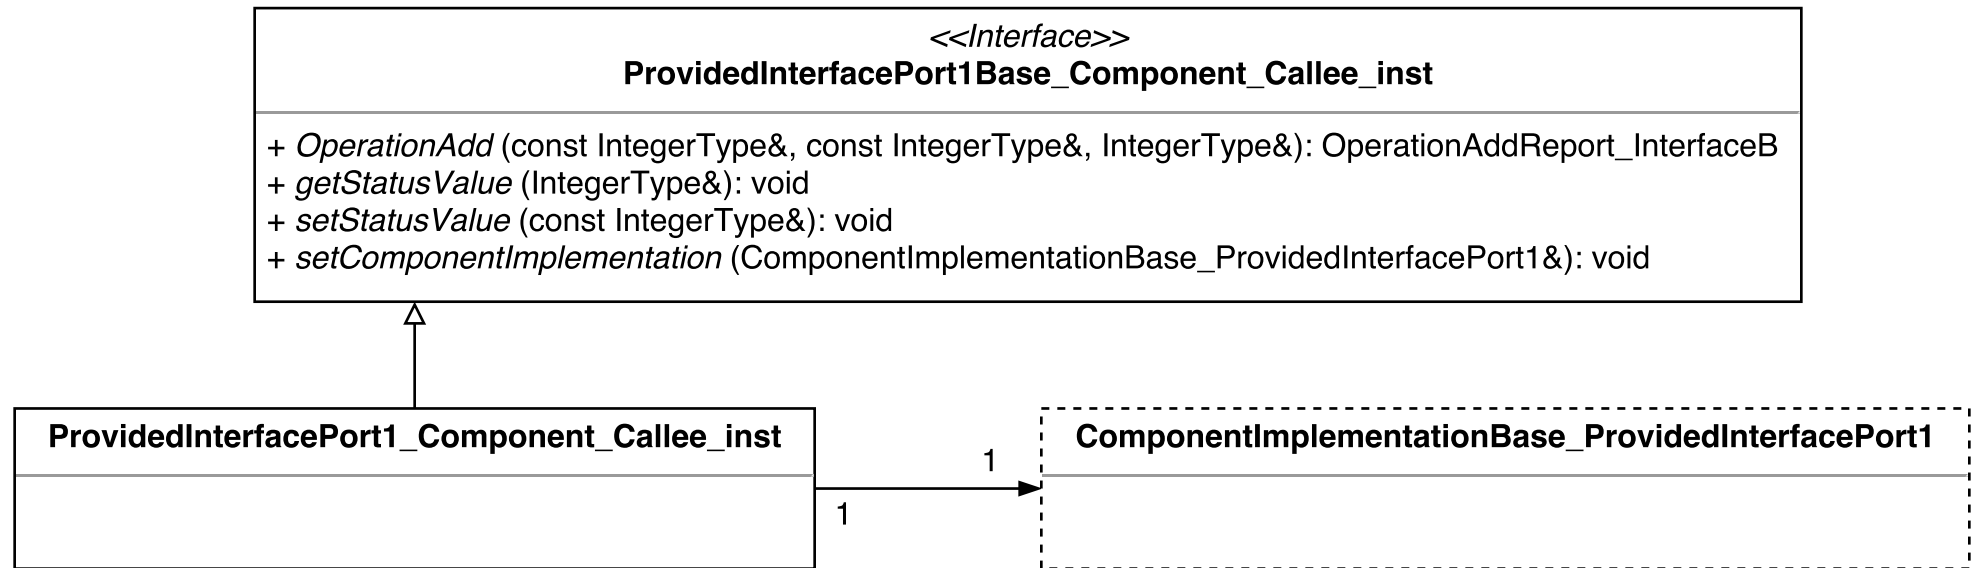 <<Interface>>
ProvidedInterfacePort1Base_Component_Callee_inst
+ OperationAdd (const IntegerType&, const IntegerType&, IntegerType&): OperationAddReport_InterfaceB
+ getStatusValue (IntegerType&): void
+ setStatusValue (const IntegerType&): void
+ setComponentImplementation (ComponentImplementationBase_ProvidedInterfacePort1&): void
ProvidedInterfacePort1_Component_Callee_inst
1
1
ComponentImplementationBase_ProvidedInterfacePort1